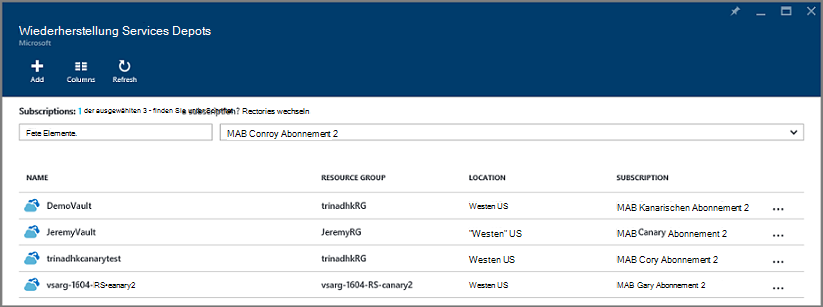 Wiederherstellung Services Depots
Microsoft
Add Columns Refresh
Subscriptions: 1 der ausgewählten 3 - finden Sie subscription? Rectories wechseln
Fete Elemente. MAB Conroy Abonnement 2
NAME RESOURCE GROUP LOCATION SUBSCRIPTION
DemoVault trinadhkRG Westen US MAB Kanarischen Abonnement 2 ...
JeremyVault JeremyRG "Westen" US MAB Canary Abonnement 2 ...
trinadhkcanarytest trinadhkRG Westen US MAB Cory Abonnement 2 ...
vsarg-1604-RS-eanary2 vsarg-1604-RS-canary2 Westen US MAB Gary Abonnement 2 ...